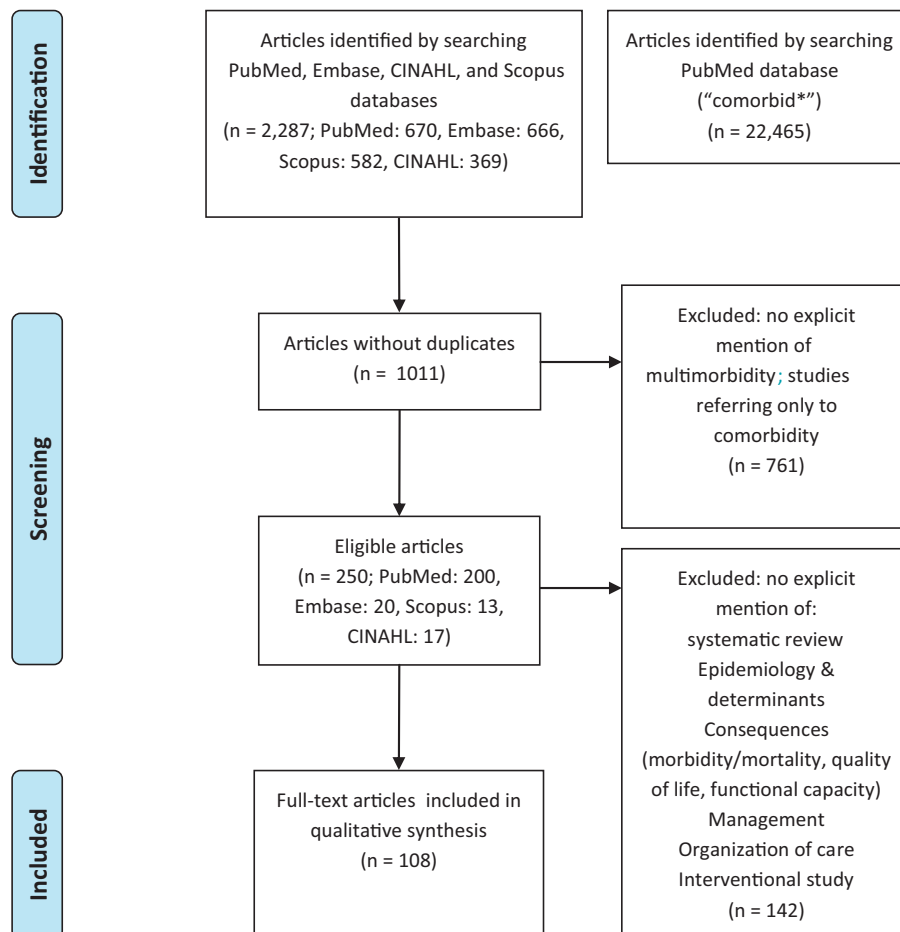 Identification
Articles identified by searching
PubMed, Embase, CINAHL, and Scopus
databases
(n = 2,287; PubMed: 670, Embase: 666,
Scopus: 582, CINAHL: 369)
Articles identified by searching
PubMed database
(“comorbid*”)
(n = 22,465)
Screening
Articles without duplicates
(n = 1011)
Excluded: no explicit
mention of
multimorbidity; studies
referring only to
comorbidity
(n = 761)
Eligible articles
(n = 250; PubMed: 200,
Embase: 20, Scopus: 13,
CINAHL: 17)
Excluded: no explicit
mention of:
systematic review
Epidemiology &
determinants
Consequences
(morbidity/mortality, quality
of life, functional capacity)
Management
Organization of care
Interventional study
(n = 142)
Included
Full-text articles included in
qualitative synthesis
(n = 108)